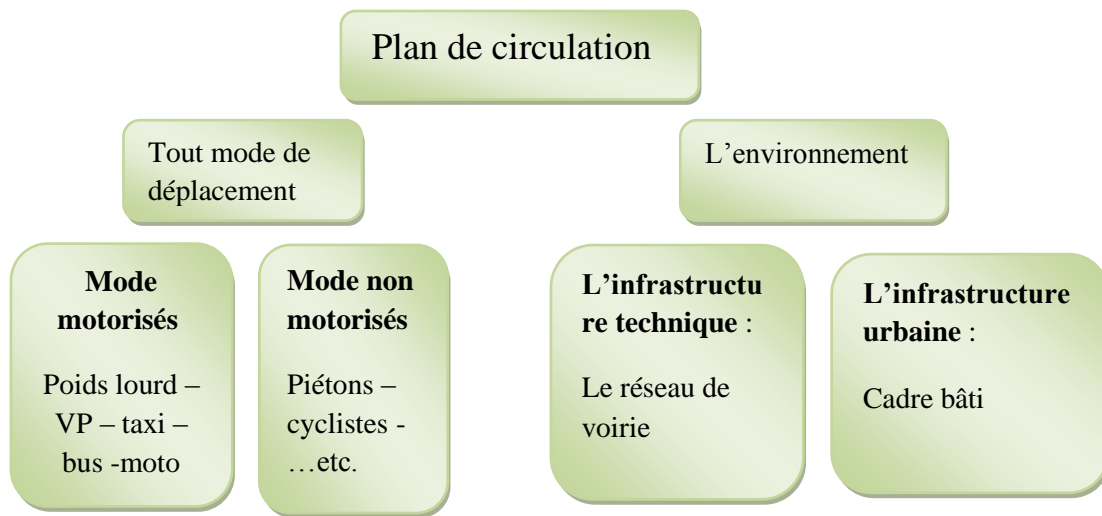 Plan de circulation
Tout mode de
déplacement
L’environnement
Mode
motorisés
Poids lourd –
VP – taxi –
bus -moto
Mode non
motorisés
Piétons –
cyclistes -
…etc.
L’infrastructu
re technique :
Le réseau de
voirie
L’infrastructure
urbaine :
Cadre bâti